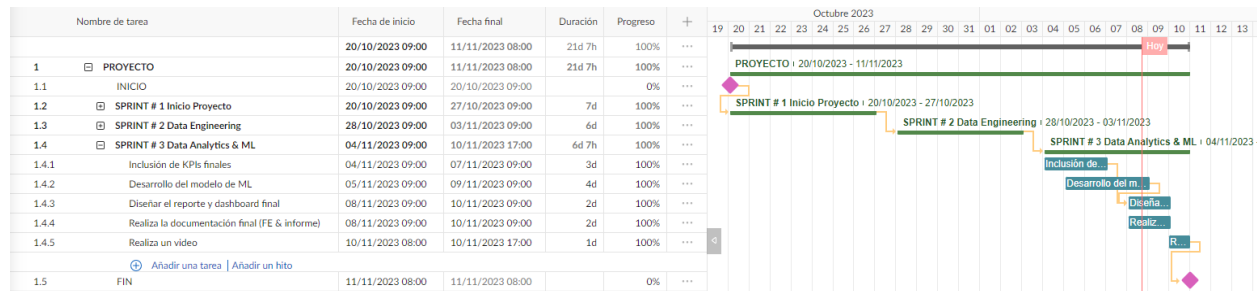 Octubre 2023
Nombre de tarea Fecha de inicio Fecha final Duración Progreso
19 20 21 22 23 24 25 26 27 28 29 30 31 01 02 03 04 05 06 07 08 09 10 11 12 13
20/10/2023 09:00 11/11/2023 08:00 21d 7h 100% Hoy
1 PROYECTO 20/10/2023 09:00 11/11/2023 08:00 21d 7h 100% PROYECTO 20/10/2023 - 11/11/2023
1.1 INICIO 20/10/2023 09:00 20/10/2023 09:00 0%
1.2 SPRINT # 1 Inicio Proyecto 20/10/2023 09:00 27/10/2023 09:00 7d 100% SPRINT # 1 Inicio Proyecto 20/10/2023 - 27/10/2023
1.3 SPRINT # 2 Data Engineering 28/10/2023 09:00 03/11/2023 09:00 6d 100% SPRINT # 2 Data Engineering 28/10/2023 - 03/11/2023
1.4 SPRINT # 3 Data Analytics & ML 04/11/2023 09:00 10/11/2023 17:00 6d 7h 100% SPRINT # 3 Data Analytics & ML 04/11/2023 -
1.4.1 Inclusión de KPIs finales 04/11/2023 09:00 07/11/2023 09:00 3d 100% Inclusión de...
1.4.2 Desarrollo del modelo de ML 05/11/2023 09:00 09/11/2023 09:00 4d 100% Desarrollo del m...
1.4.3 Diseñar el reporte y dashboard final 08/11/2023 09:00 10/11/2023 09:00 2d 100% Diseña...
1.4.4 Realiza la documentación final (FE & informe) 08/11/2023 09:00 10/11/2023 09:00 2d 100% Realiz...
1.4.5 Realiza un video 10/11/2023 08:00 10/11/2023 17:00 1d 100% R...
Añadir una tarea | Añadir un hito
1.5 FIN 11/11/2023 08:00 11/11/2023 08:00 0%